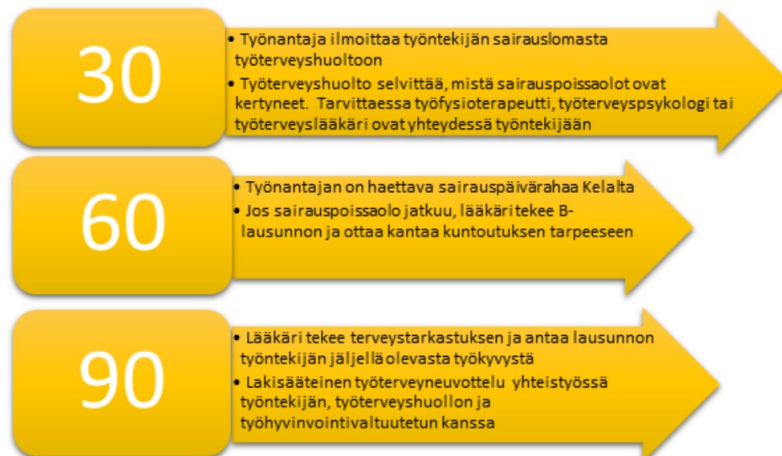 30
• Työnantaja ilmoittaa työntekijän sairauslomasta
työterveyshuoltoon
• Työterveyshuolto selvittää, mistä sairauspoissaolot ovat
kertyneet. Tarvittaessa työfysioterapeutti, työterveyspsykologi tai
työterveyslääkäri ovat yhteydessä työntekijään
60
• Työnantajan on haettava sairauspäivärahaa Kelalta
• Jos sairauspoissaolo jatkuu, lääkäri tekee B-
lausunnon ja ottaa kantaa kuntoutuksen tarpeeseen
90
• Lääkäri tekee terveystarkastuksen ja antaa lausunnon
työntekijän jäljellä olevasta työkyvystä
• Lakisääteinen työterveyneuvottelu yhteistyössä
työntekijän, työterveyshuollon ja
työhyvinvointivaltuutetun kanssa